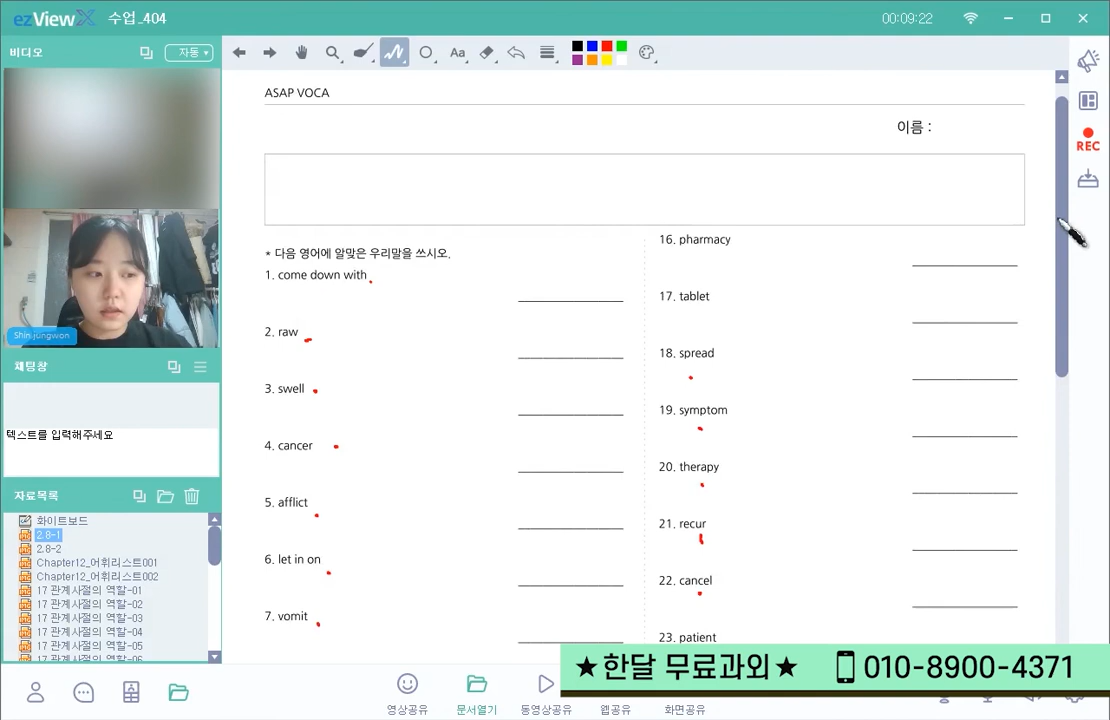 ezViewX 수업_404
00:09:22
비디오
자동
Shin jungwon
채팅창
텍스트를 입력해주세요
자료목록
화이트보드
2.8-1
2.8-2
Chapter12_어휘리스트001
Chapter12_어휘리스트002
17 관계사절의 역할-01
17 관계사절의 역할-02
17 관계사절의 역할-03
17 관계사절의 역할-04
17 관계사절의 역할-05
17 관계사절의 역할-06
Aa
REC
ASAP VOCA
이름 :
* 다음 영어에 알맞은 우리말을 쓰시오.
1. come down with
2. raw
3. swell
4. cancer
5. afflict
6. let in on
7. vomit
16. pharmacy
17. tablet
18. spread
19. symptom
20. therapy
21. recur
22. cancel
23. patient
영상공유
문서열기
동영상공유
웹공유
화면공유
★한달 무료과외★ 010-8900-4371